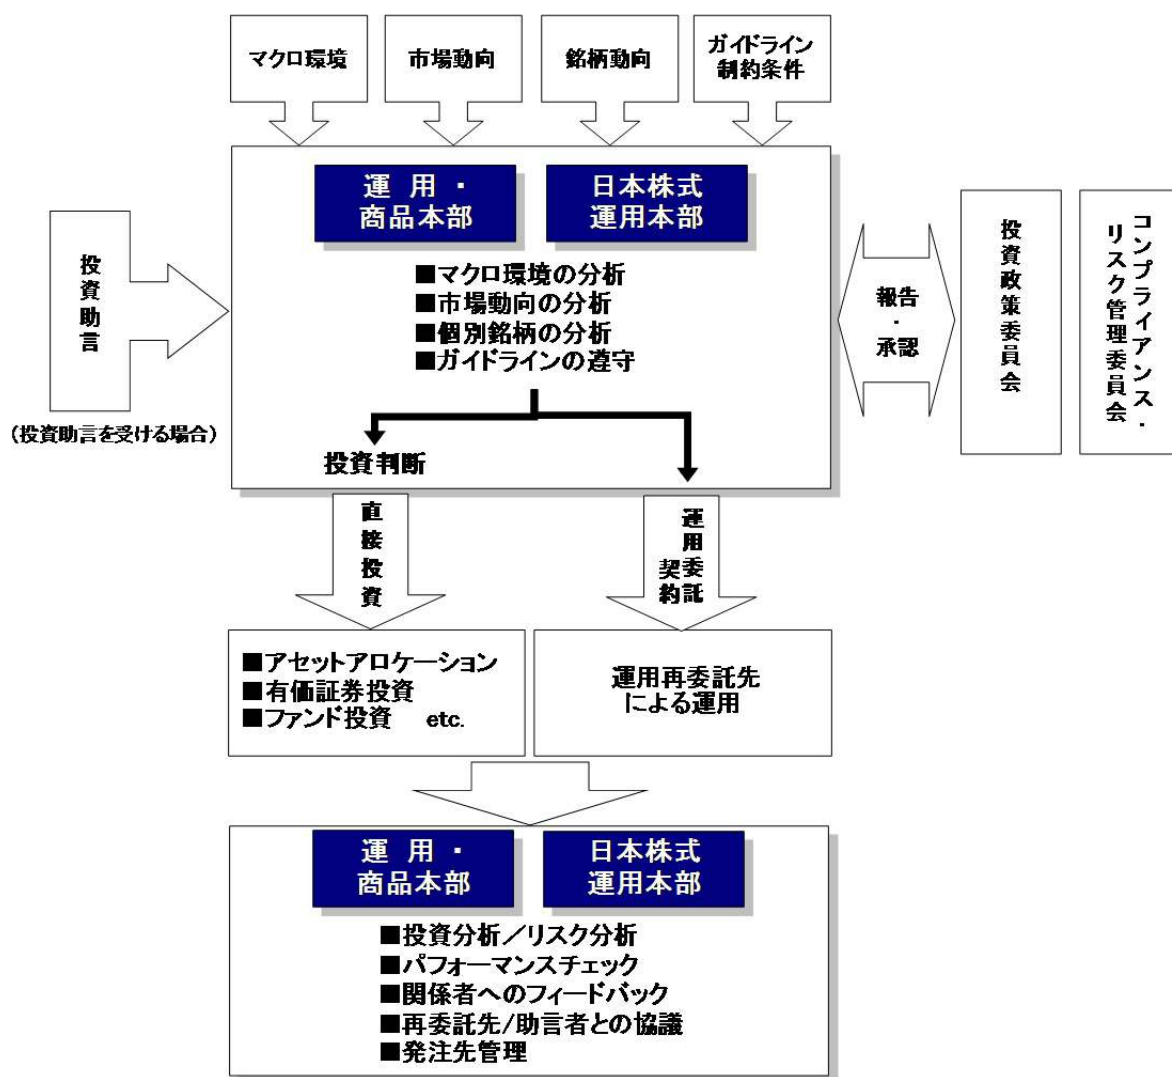 マクロ環境
市場動向
銘柄動向
ガイドライン
制約条件
運 用 ・
商品本部
日本株式
運用本部
■マクロ環境の分析
■市場動向の分析
■個別銘柄の分析
■ガイドラインの遵守
投資助言
(投資助言を受ける場合)
報告
・
承認
投資政策委員会
コンプライアンス・
リスク管理委員会
投資判断
直接投資
運用委託
契約
■アセットアロケーション
■有価証券投資
■ファンド投資 etc.
運用再委託先
による運用
運 用 ・
商品本部
日本株式
運用本部
■投資分析／リスク分析
■パフォーマンスチェック
■関係者へのフィードバック
■再委託先/助言者との協議
■発注先管理